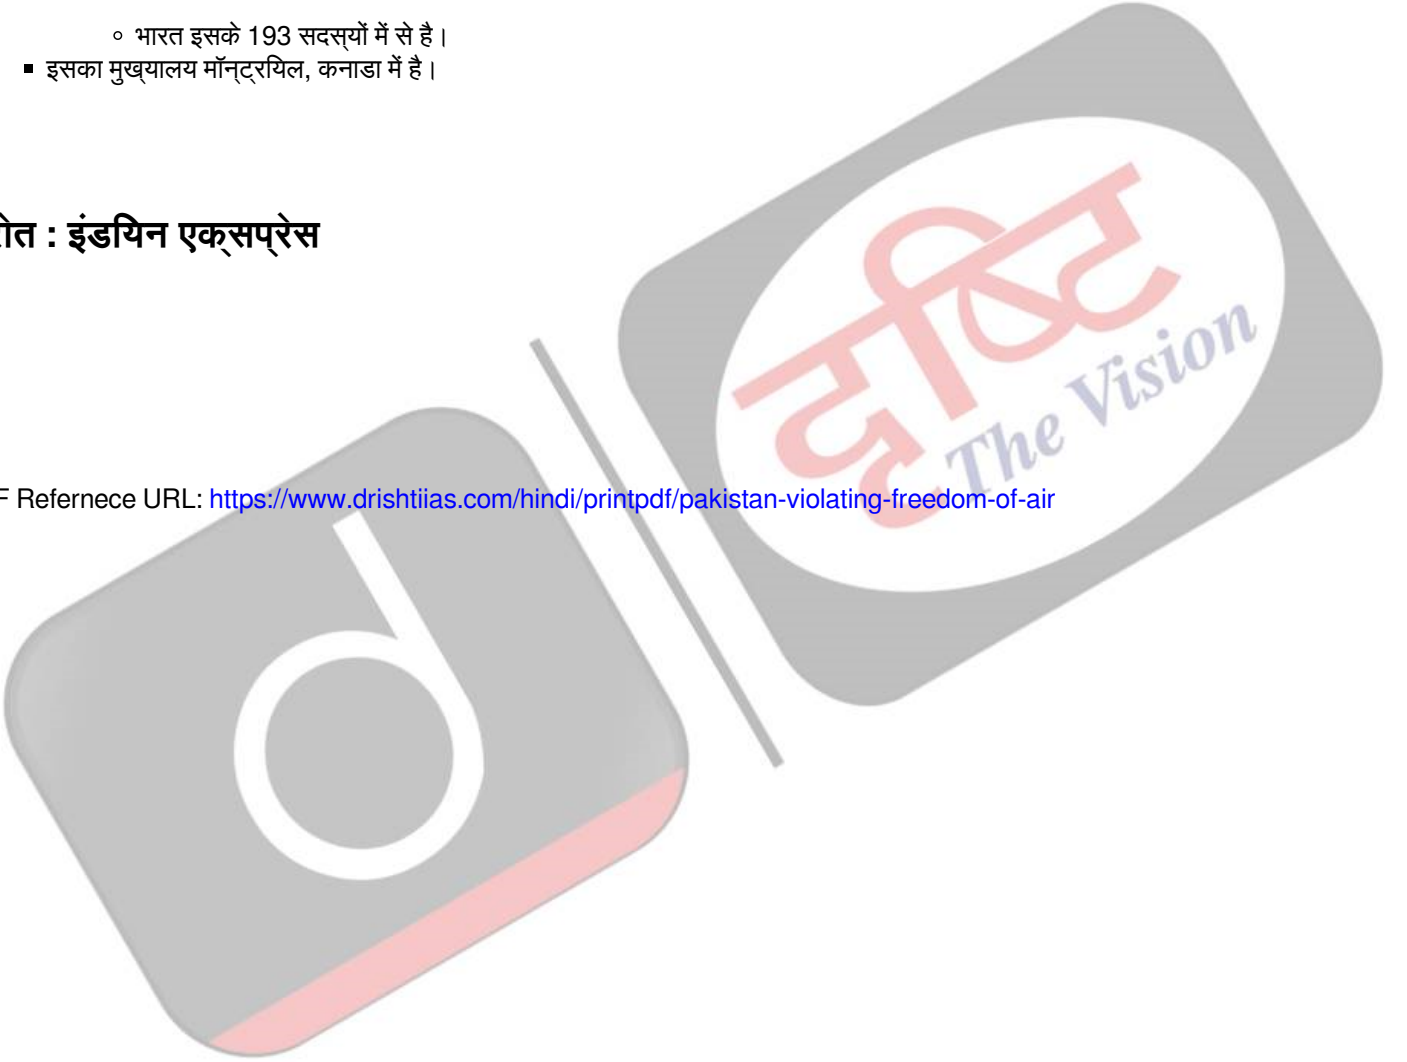 भारत इसके 193 सदस्यों में से है।
इसका मुख्यालय मॉन्ट्रियल, कनाडा में है।
: इंडियन एक्सप्रेस
दृष्टि
The Vision
F Refernece URL: https://www.drishtiias.com/hindi/printpdf/pakistan-violating-freedom-of-air
d